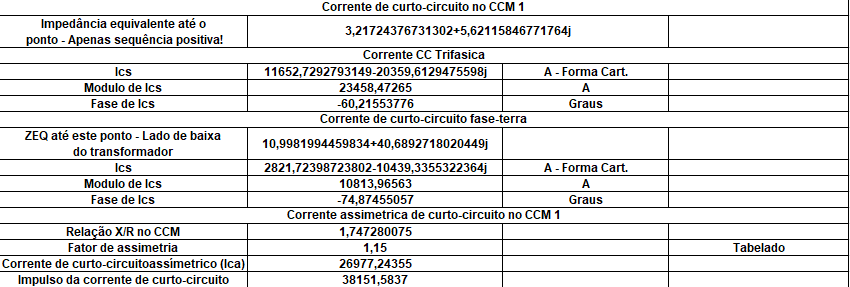 Corrente de curto-circuito no CCM 1
Impedância equivalente até o
ponto - Apenas sequência positiva!
3,21724376731302+5,62115846771764j
Corrente CC Trifasica
Ics 11652,7292793149-20359,6129475598j A - Forma Cart.
Modulo de Ics 23458,47265 A
Fase de Ics -60,21553776 Graus
Corrente de curto-circuito fase-terra
ZEQ até este ponto - Lado de baixa
do transformador
10,9981994459834+40,6892718020449j
Ics 2821,72398723802-10439,3355322364j A - Forma Cart.
Modulo de Ics 10813,96563 A
Fase de Ics -74,87455057 Graus
Corrente assimetrica de curto-circuito no CCM 1
Relação X/R no CCM 1,747280075
Fator de assimetria 1,15 Tabelado
Corrente de curto-circuitoassímetrico (Ica) 26977,24355
Impulso da corrente de curto-circuito 38151,5837